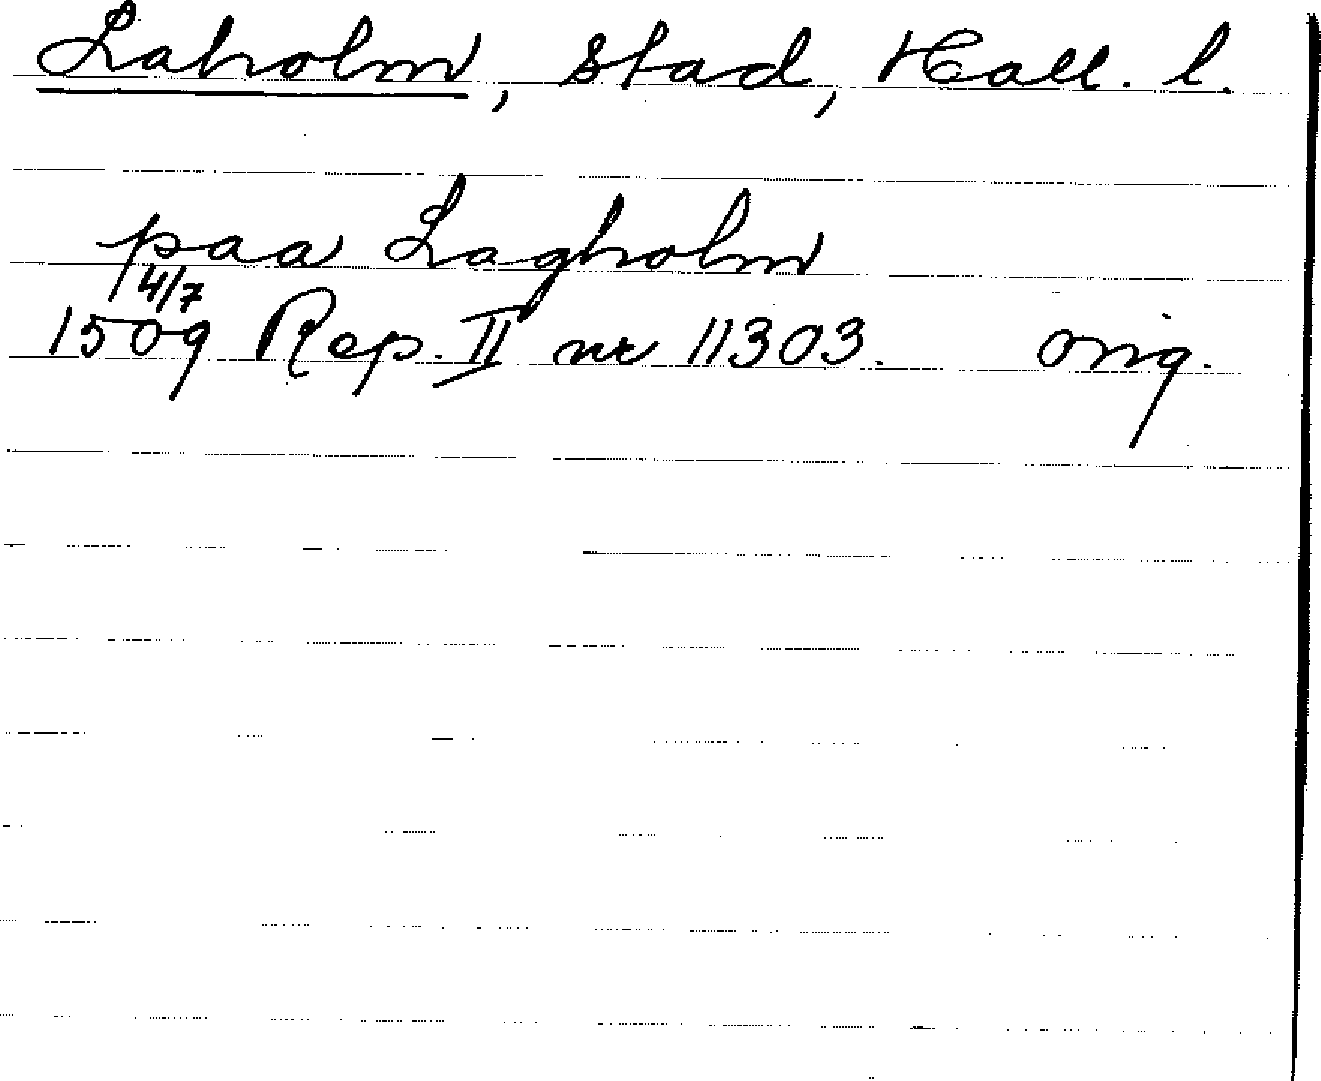 Laholm, stad, Hall. l.
paa Lagholm
4/7
1509 Rep. II nr 11303. orig.